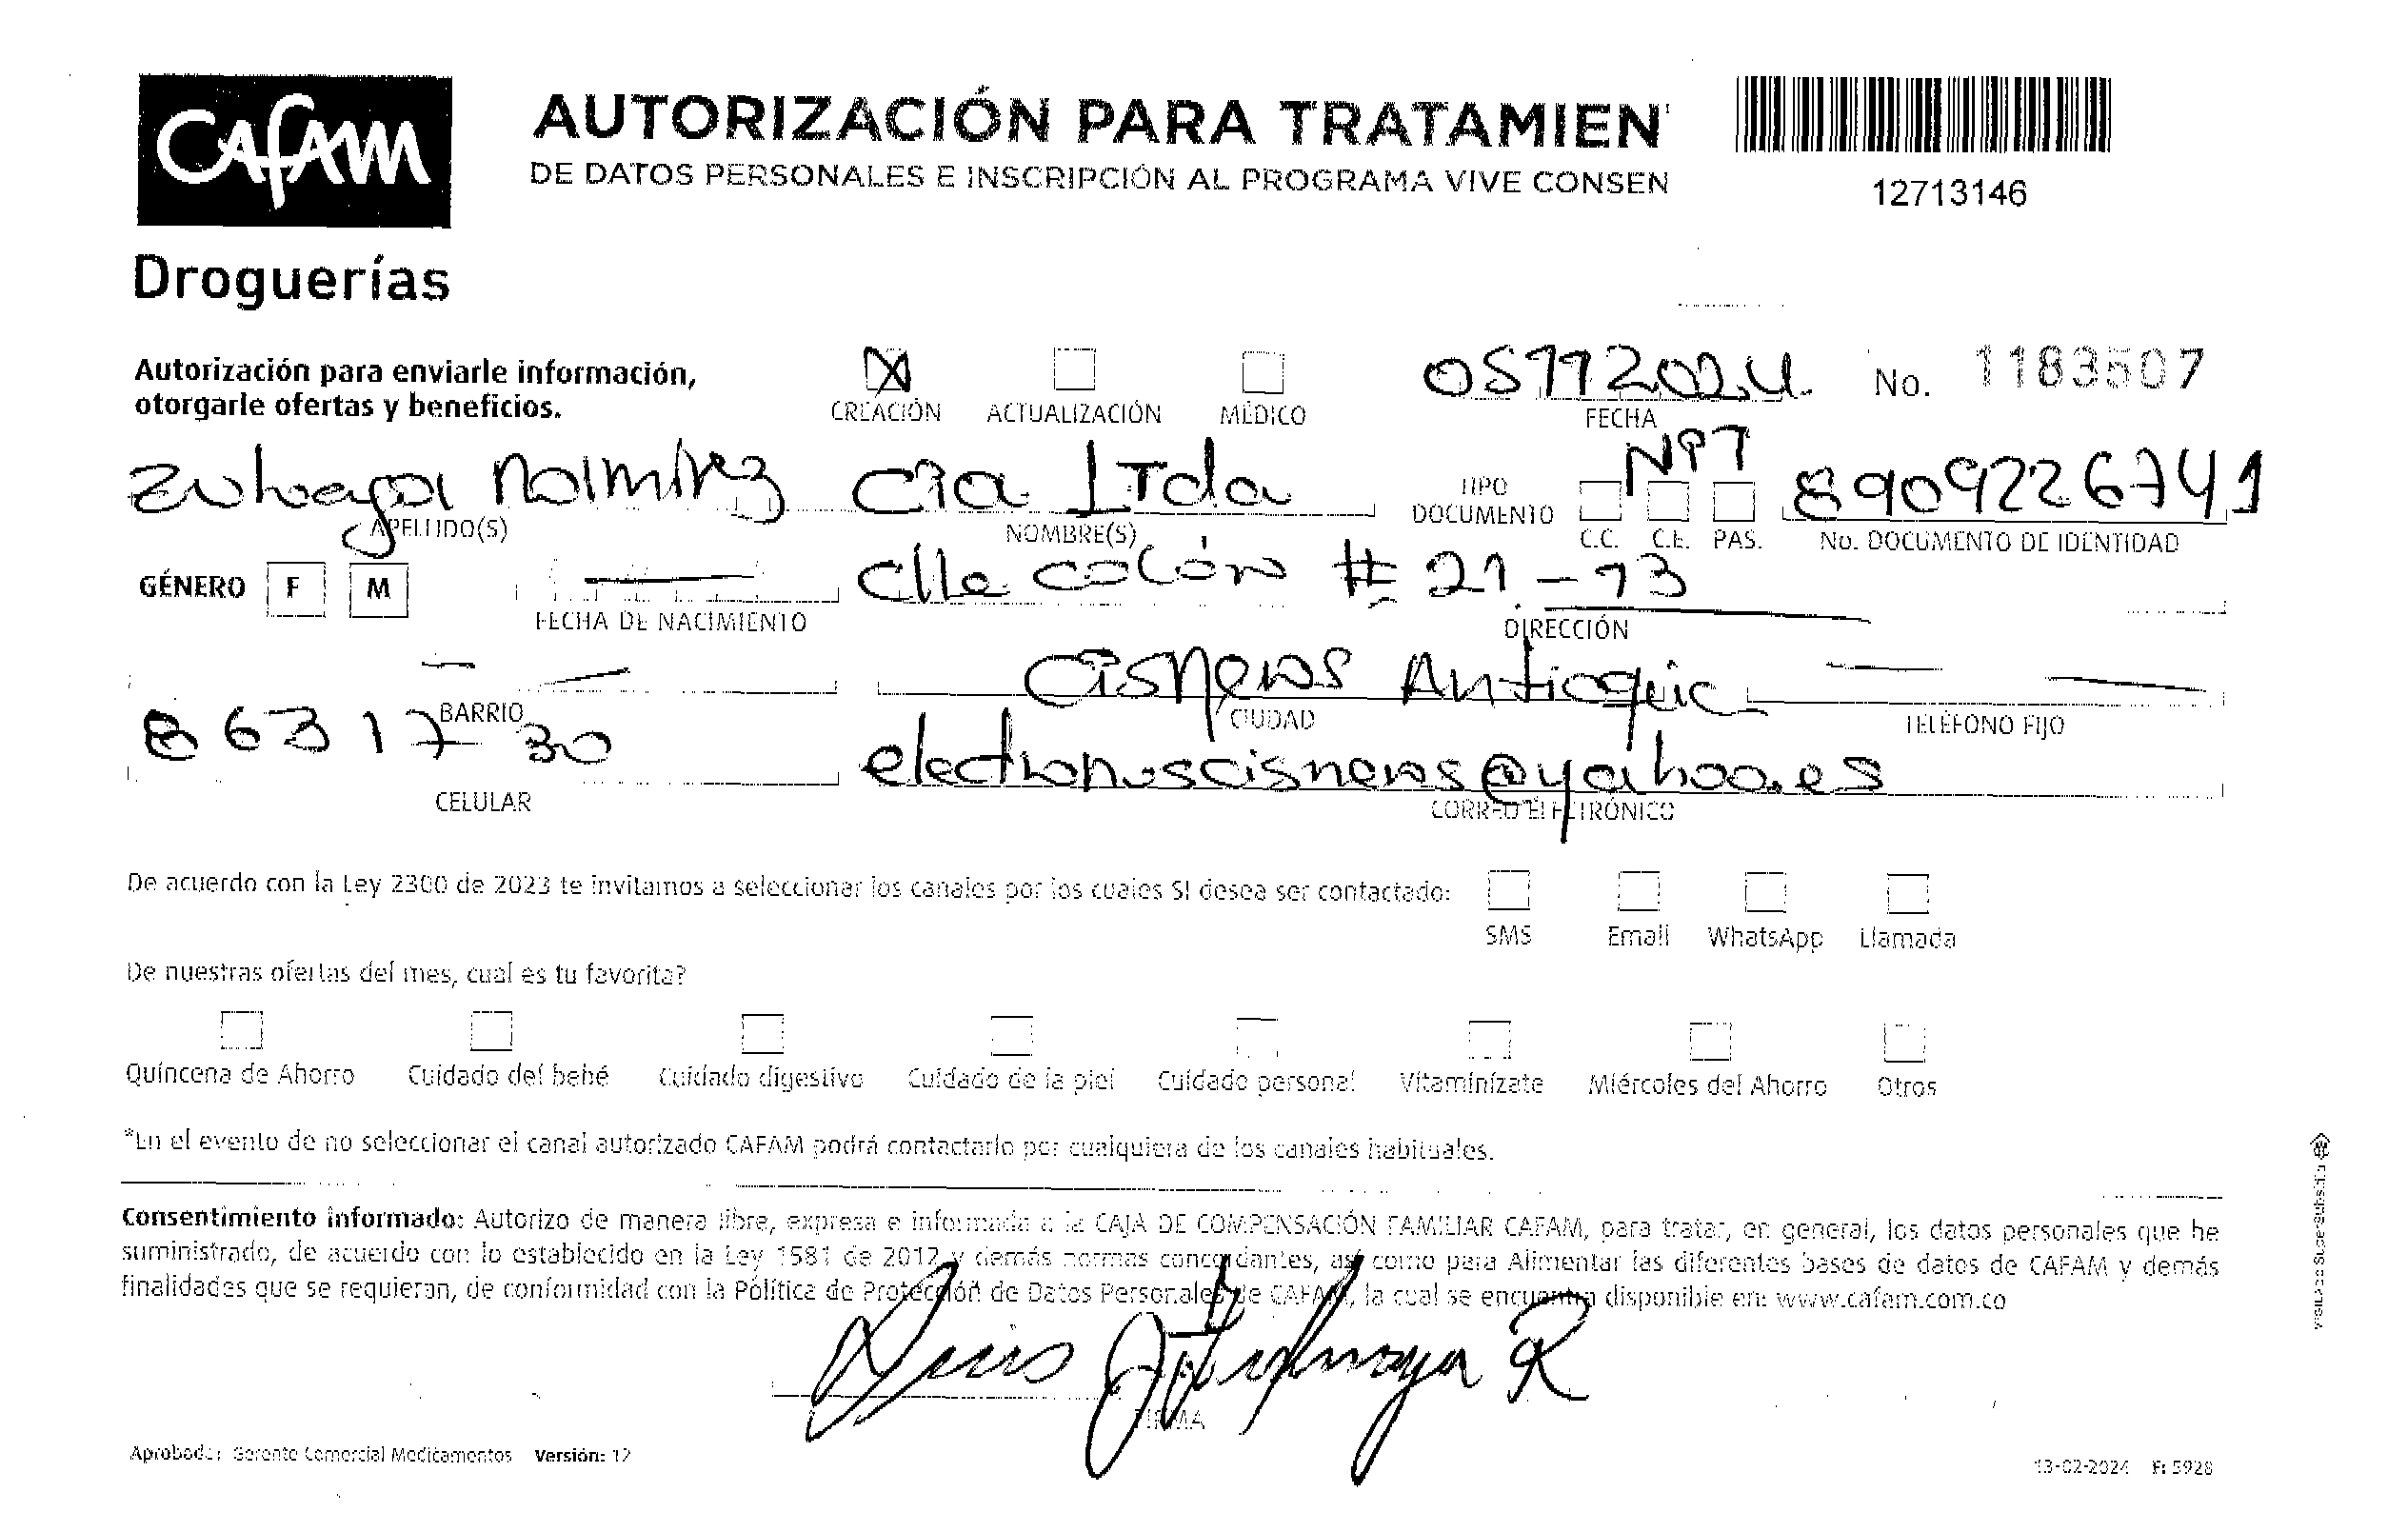 CAFAM
Droguerías
AUTORIZACIÓN PARA TRATAMIEN
DE DATOS PERSONALES E INSCRIPCIÓN AL PROGRAMA VIVE CONSEN
12713146
Autorización para enviarle información,
otorgarle ofertas y beneficios.
CREACIÓN ACTUALIZACIÓN MÉDICO
05112024
FECHA
No. 1183507
Zuluaga Ramirez Cia Ltda
APELLIDO(S) NOMBRE(S)
TIPO DOCUMENTO
C.C. C.E. PAS.
8909226741
No. DOCUMENTO DE IDENTIDAD
GÉNERO F M
FECHA DE NACIMIENTO
Clle colón # 21-13
DIRECCIÓN
BARRIO
Cisneros Antioquia
CIUDAD
TELÉFONO FIJO
8631730
CELULAR
electronuscisneros@yahoo.es
CORREO ELECTRÓNICO
De acuerdo con la Ley 2300 de 2023 te invitamos a seleccionar los canales por los cuales SI desea ser contactado:
SMS Email WhatsApp Llamada
De nuestras ofertas del mes, cual es tu favorita?
Quincena de Ahorro Cuidado del bebé Cuidado digestivo Cuidado de la piel Cuidado personal Vitamínízate Miércoles del Ahorro Otros
*En el evento de no seleccionar el canal autorizado CAFAM podrá contactarlo por cualquiera de los canales habituales.
Consentimiento informado: Autorizo de manera libre, expresa e informada a la CAJA DE COMPENSACIÓN FAMILIAR CAFAM, para tratar, en general, los datos personales que he
suministrado, de acuerdo con lo establecido en la Ley 1581 de 2012 y demás normas concordantes, así como para Alimentar las diferentes bases de datos de CAFAM y demás
finalidades que se requieran, de conformidad con la Política de Protección de Datos Personales de CAFAM, la cual se encuentra disponible en: www.cafam.com.co
Luis Zuluaga R
FIRMA
Aprobado: Gerente Comercial Medicamentos Versión: 12
13-02-2024 F: 5928
VIGILADO SuperSubsidio